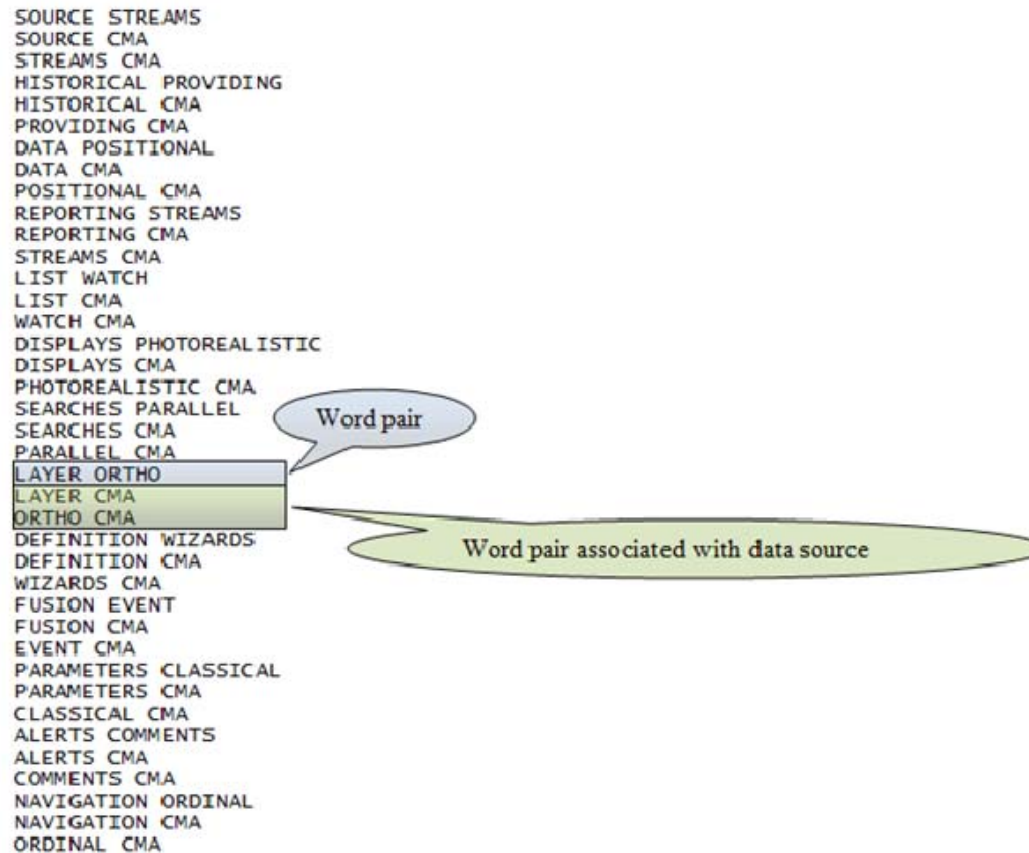 SOURCE STREAMS
SOURCE CMA
STREAMS CMA
HISTORICAL PROVIDING
HISTORICAL CMA
PROVIDING CMA
DATA POSITIONAL
DATA CMA
POSITIONAL CMA
REPORTING STREAMS
REPORTING CMA
STREAMS CMA
LIST WATCH
LIST CMA
WATCH CMA
DISPLAYS PHOTOREALISTIC
DISPLAYS CMA
PHOTOREALISTIC CMA
SEARCHES PARALLEL
SEARCHES CMA
PARALLEL CMA
Word pair
LAYER ORTHO
LAYER CMA
ORTHO CMA
Word pair associated with data source
DEFINITION WIZARDS
DEFINITION CMA
WIZARDS CMA
FUSION EVENT
FUSION CMA
EVENT CMA
PARAMETERS CLASSICAL
PARAMETERS CMA
CLASSICAL CMA
ALERTS COMMENTS
ALERTS CMA
COMMENTS CMA
NAVIGATION ORDINAL
NAVIGATION CMA
ORDINAL CMA